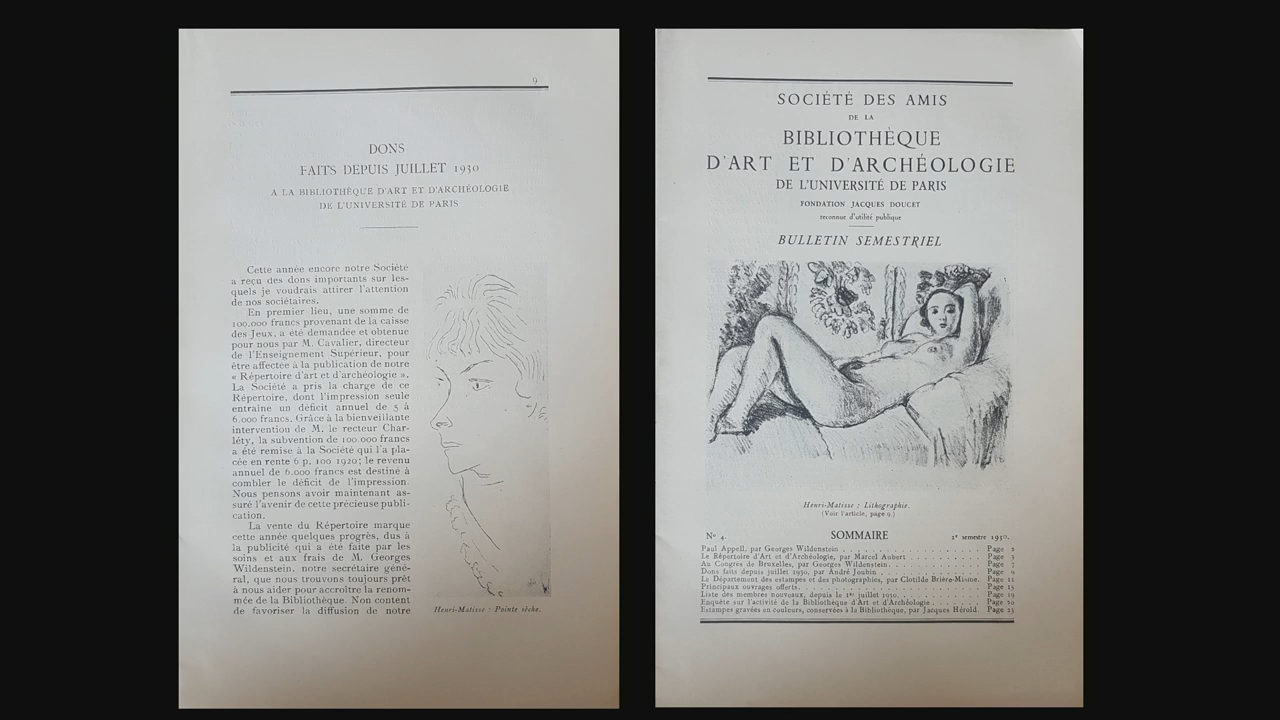 9
DONS
FAITS DEPUIS JUILLET 1930
A LA BIBLIOTHÈQUE D'ART ET D'ARCHÉOLOGIE
DE L'UNIVERSITÉ DE PARIS
Cette année encore notre Société
a reçu des dons importants sur les-
quels je voudrais attirer l'attention
de nos sociétaires.
En premier lieu, une somme de
100.000 francs provenant de la caisse
des Jeux, a été demandée et obtenue
pour nous par M. Cavalier, directeur
de l'Enseignement Supérieur, pour
être affectée à la publication de notre
« Répertoire d'art et d'archéologie ».
La Société a pris la charge de ce
Répertoire, dont l'impression seule
entraîne un déficit annuel de 5 à
6.000 francs. Grâce à la bienveillante
intervention de M. le recteur Char-
léty, la subvention de 100.000 francs
a été remise à la Société qui l'a pla-
cée en rente 6 p. 100 1920; le revenu
annuel de 6.000 francs est destiné à
combler le déficit de l'impression.
Nous pensons avoir maintenant as-
suré l'avenir de cette précieuse publi-
cation.
La vente du Répertoire marque
cette année quelques progrès, dus à
la publicité qui a été faite par les
soins et aux frais de M. Georges
Wildenstein, notre secrétaire géné-
ral, que nous trouvons toujours prêt
à nous aider pour accroître la renom-
mée de la Bibliothèque. Non content
de favoriser la diffusion de notre
Henri-Matisse : Pointe sèche.
SOCIÉTÉ DES AMIS
DE LA
BIBLIOTHÈQUE
D'ART ET D'ARCHÉOLOGIE
DE L'UNIVERSITÉ DE PARIS
FONDATION JACQUES DOUCET
reconnue d'utilité publique
BULLETIN SEMESTRIEL
Henri-Matisse : Lithographie.
(Voir l'article, page 9.)
N° 4. SOMMAIRE 2e semestre 1930.
Paul Appell, par Georges Wildenstein . . . Page 2
Le Répertoire d'Art et d'Archéologie, par Marcel Aubert . . . Page 3
Au Congres de Bruxelles, par Georges Wildenstein . . . Page 7
Dons faits depuis juillet 1930, par André Joubin . . . Page 9
Le Département des estampes et des photographies, par Clotilde Brière-Misme. Page 11
Principaux ouvrages offerts . . . Page 15
Liste des membres nouveaux, depuis le 1er juillet 1930 . . . Page 19
Enquête sur l'activité de la Bibliothèque d'Art et d'Archéologie . . . Page 20
Estampes gravées en couleurs, conservées à la Bibliothèque, par Jacques Hérold. Page 23